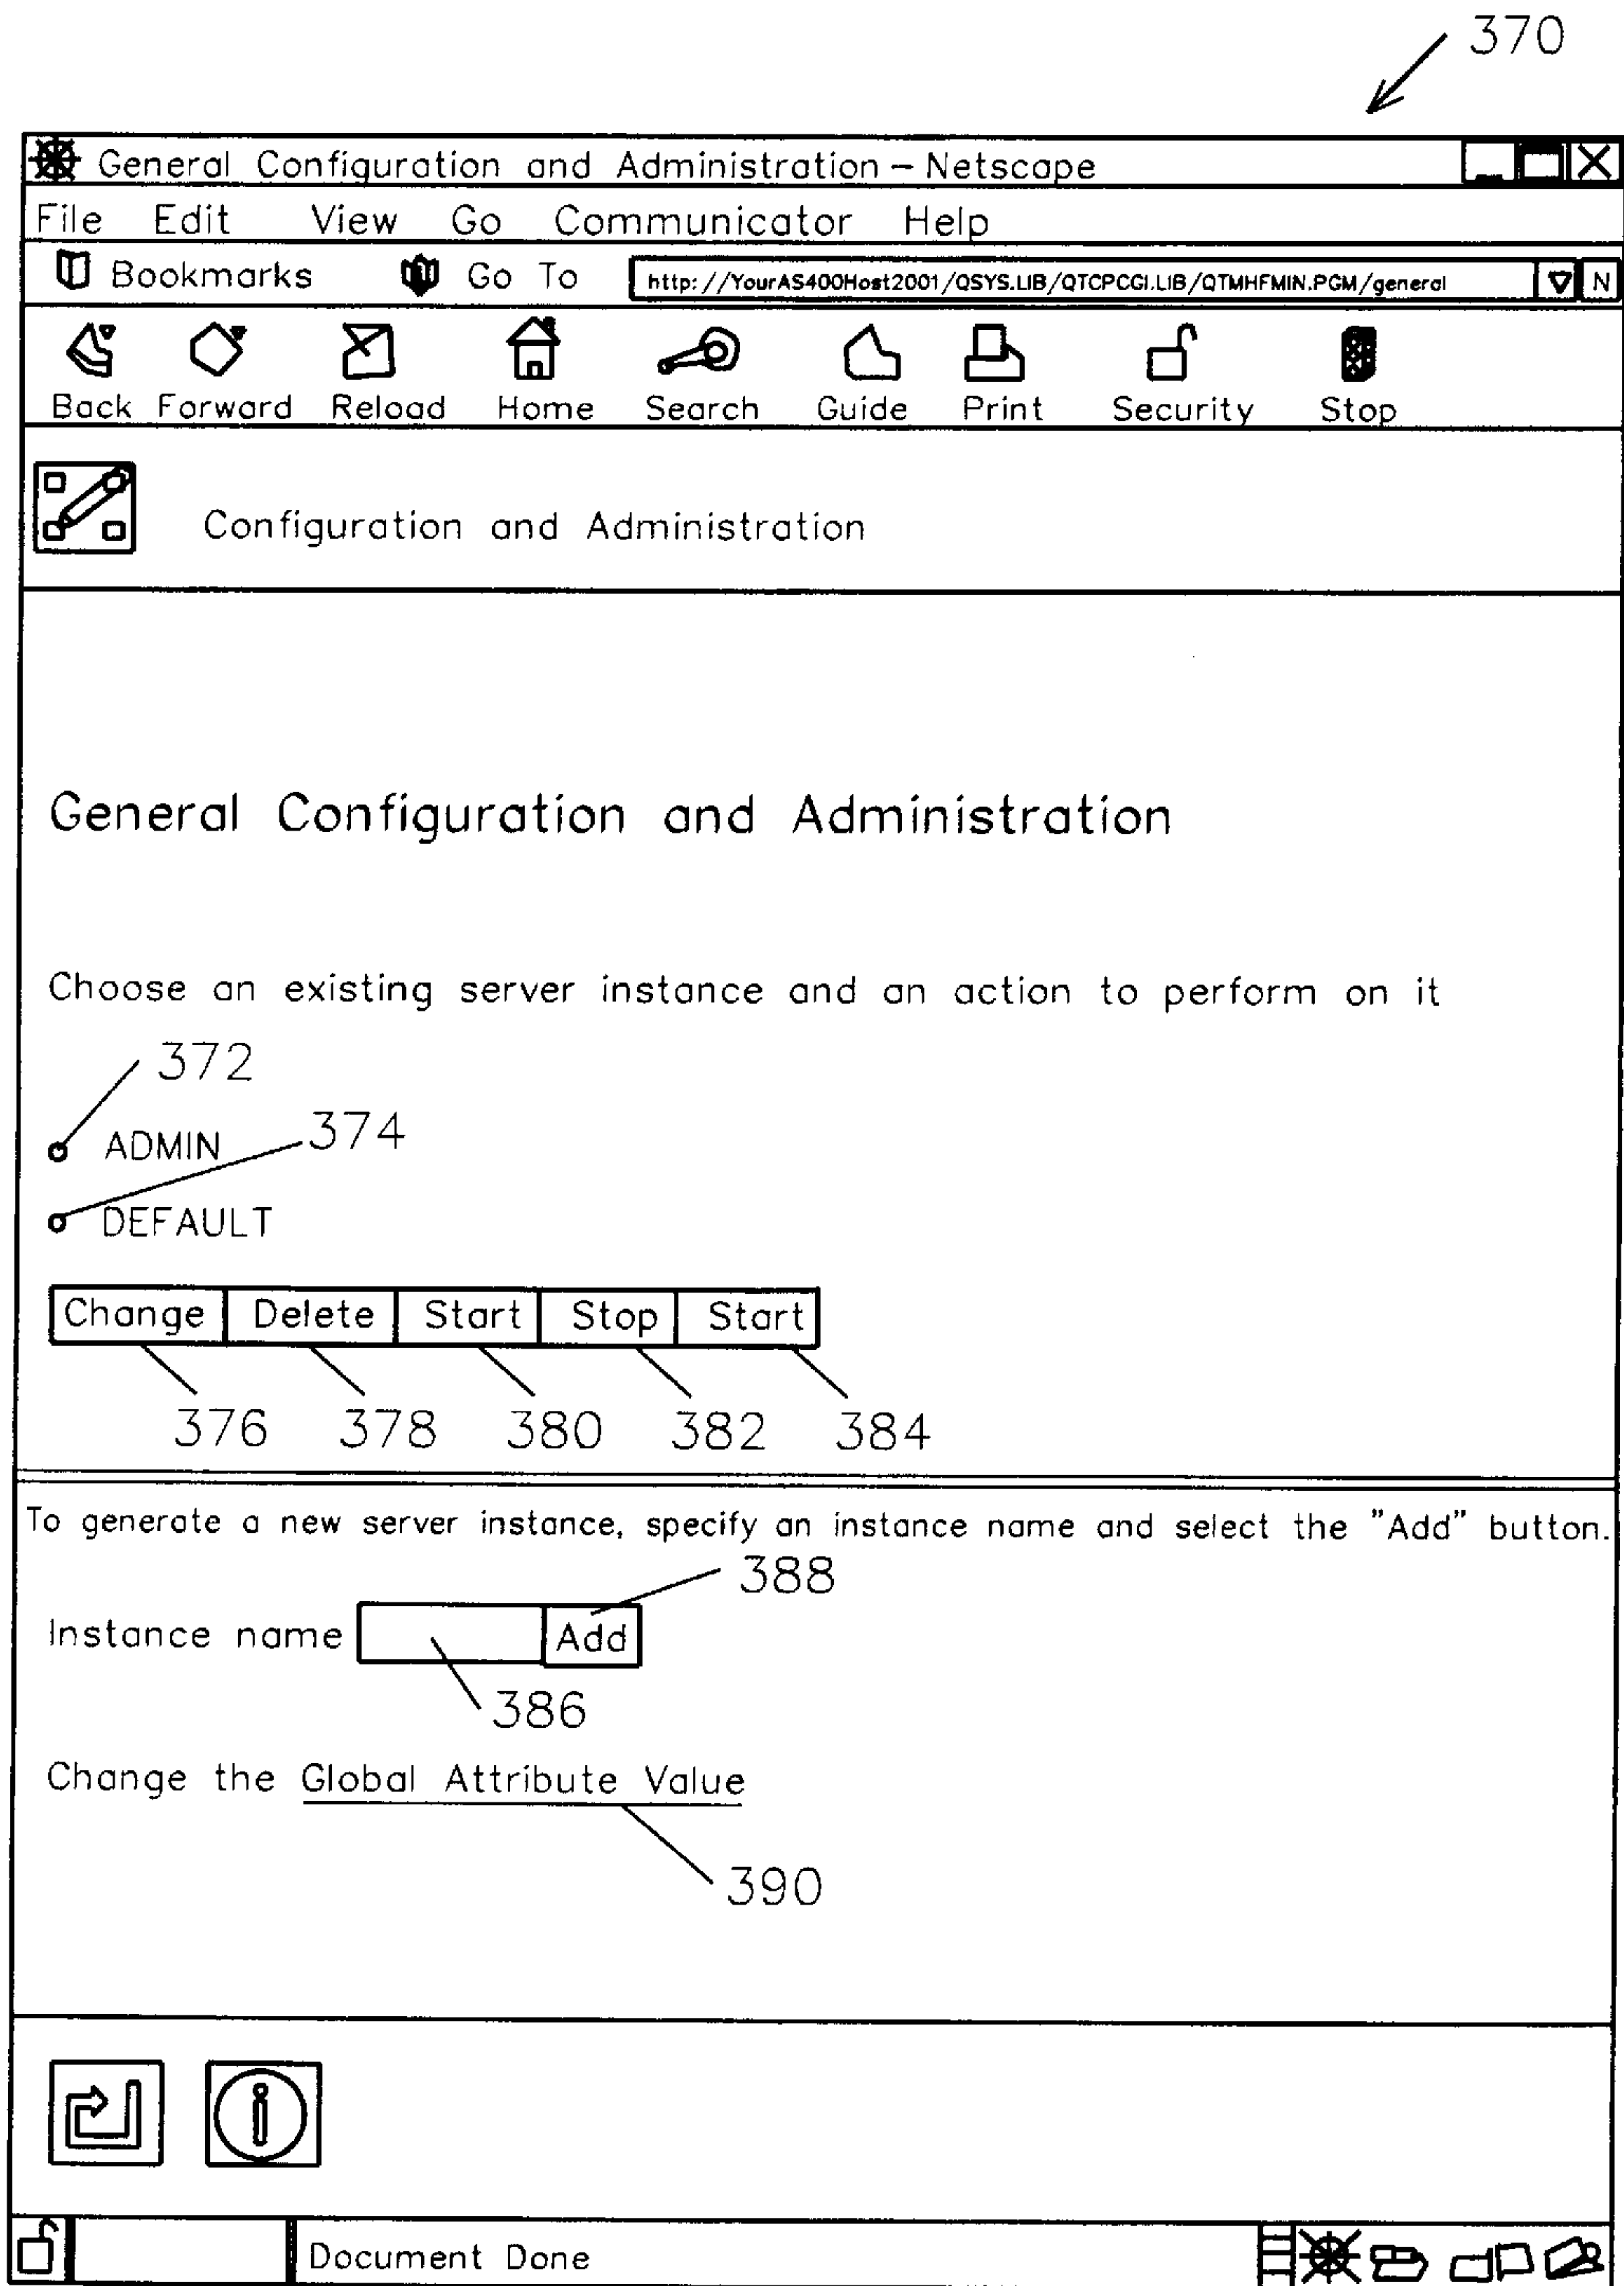 370
General Configuration and Administration – Netscape
File Edit View Go Communicator Help
Bookmarks Go To http://YourAS400Host2001/QSYS.LIB/QTCPCGI.LIB/QTMHFMIN.PGM/general N
Back Forward Reload Home Search Guide Print Security Stop
Configuration and Administration
General Configuration and Administration
Choose an existing server instance and an action to perform on it
372
ADMIN 374
DEFAULT
Change Delete Start Stop Start
376 378 380 382 384
To generate a new server instance, specify an instance name and select the "Add" button.
388
Instance name Add
386
Change the Global Attribute Value
390
i
Document Done